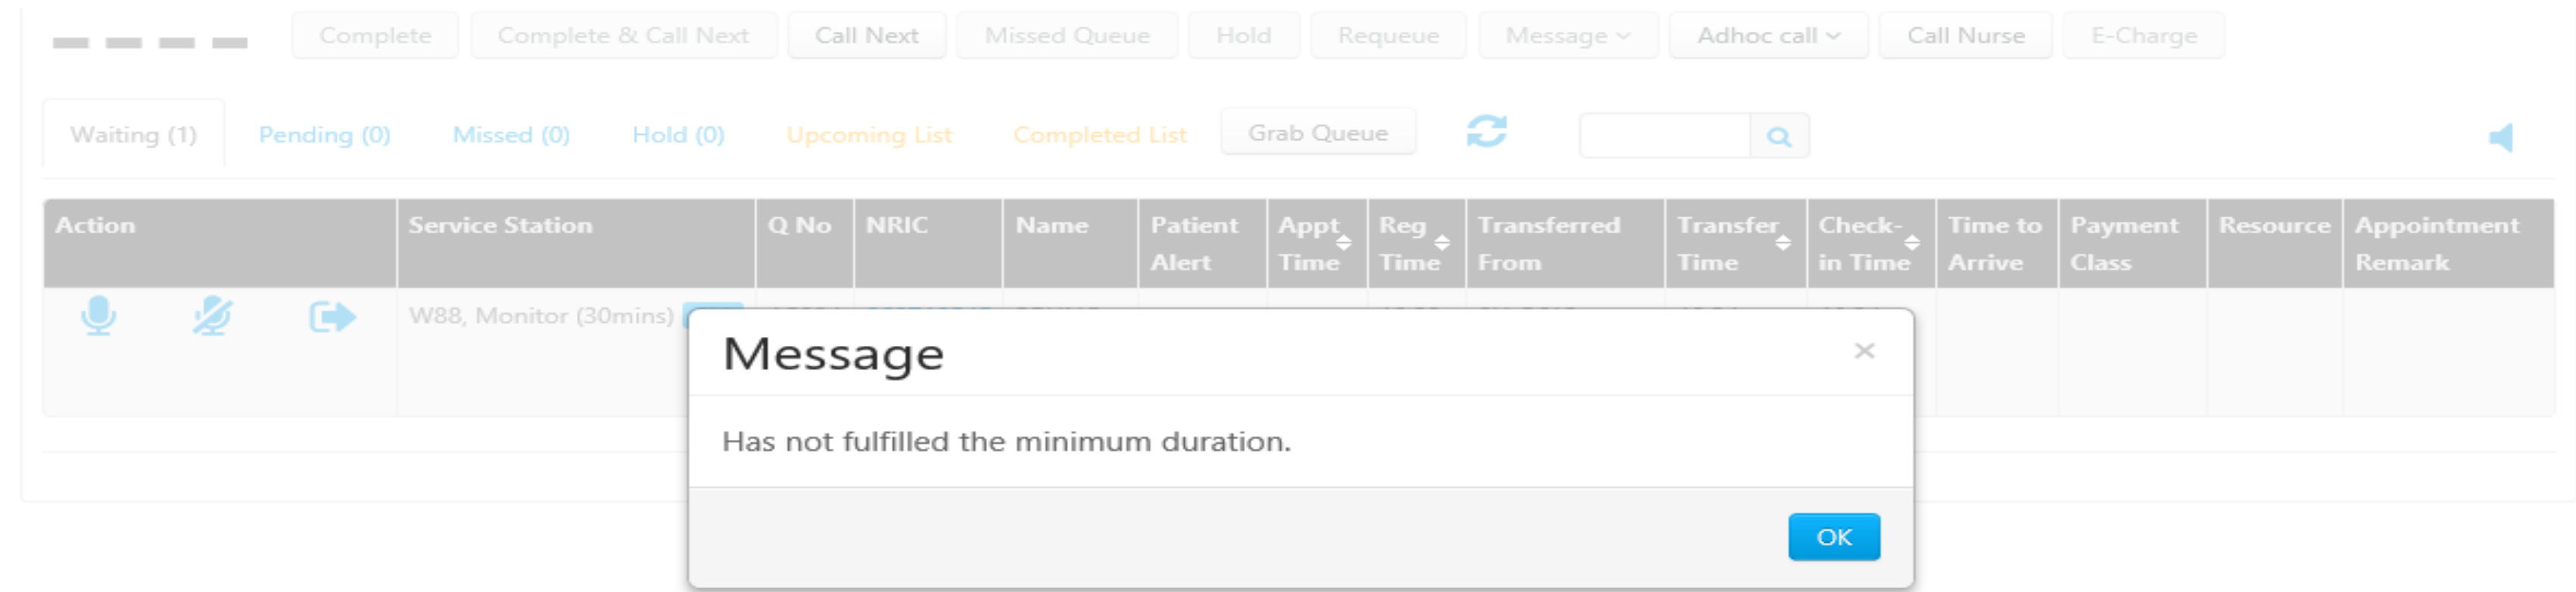 Complete Complete & Call Next Call Next Missed Queue Hold Requeue Message Adhoc call Call Nurse E-Charge
Waiting (1) Pending (0) Missed (0) Hold (0) Upcoming List Completed List Grab Queue
Action Service Station Q No NRIC Name Patient Alert Appt Time Reg Time Transferred From Transfer Time Check-in Time Time to Arrive Payment Class Resource Appointment Remark
W88, Monitor (30mins)
Message
Has not fulfilled the minimum duration.
OK